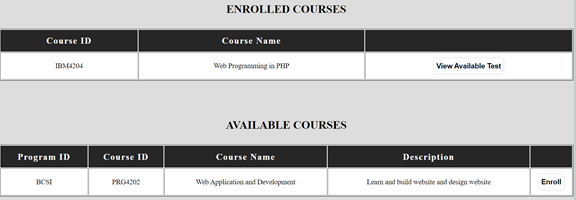 ENROLLED COURSES
Course ID Course Name
IBM4204 Web Programming in PHP View Available Test
AVAILABLE COURSES
Program ID Course ID Course Name Description
BCSI PRG4202 Web Application and Development Learn and build website and design website Enroll